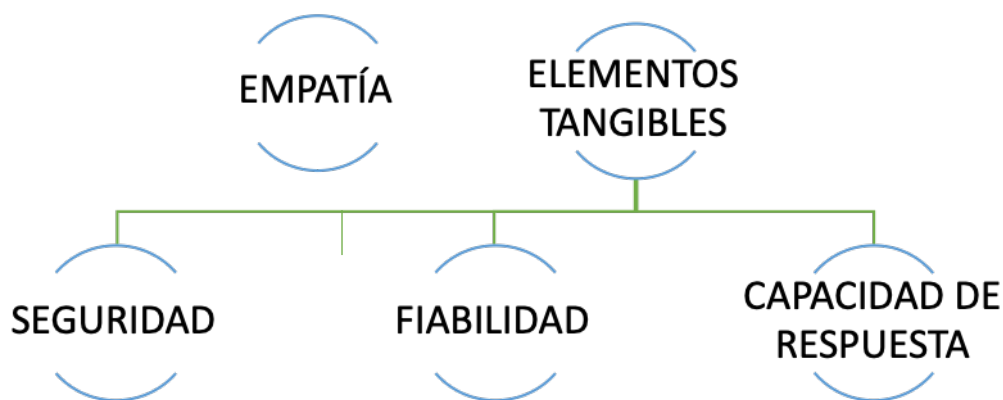 EMPATÍA
ELEMENTOS
TANGIBLES
SEGURIDAD
FIABILIDAD
CAPACIDAD DE
RESPUESTA